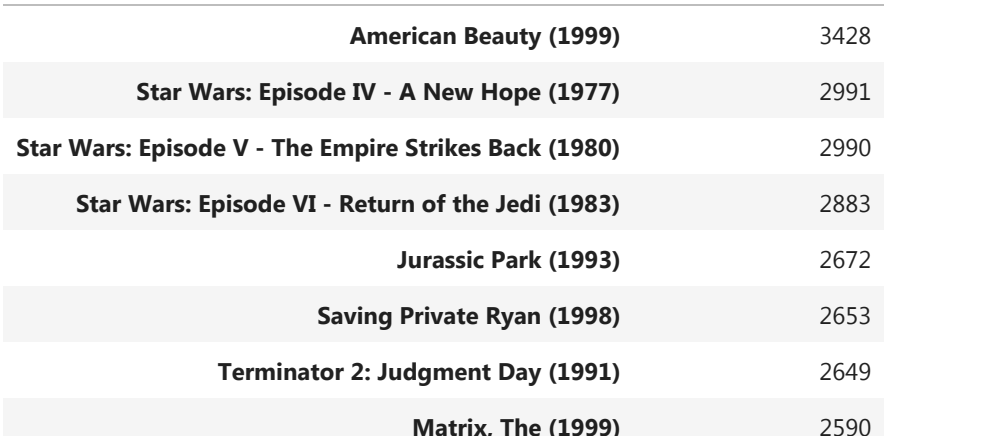 American Beauty (1999) 3428
Star Wars: Episode IV - A New Hope (1977) 2991
Star Wars: Episode V - The Empire Strikes Back (1980) 2990
Star Wars: Episode VI - Return of the Jedi (1983) 2883
Jurassic Park (1993) 2672
Saving Private Ryan (1998) 2653
Terminator 2: Judgment Day (1991) 2649
Matrix, The (1999) 2590